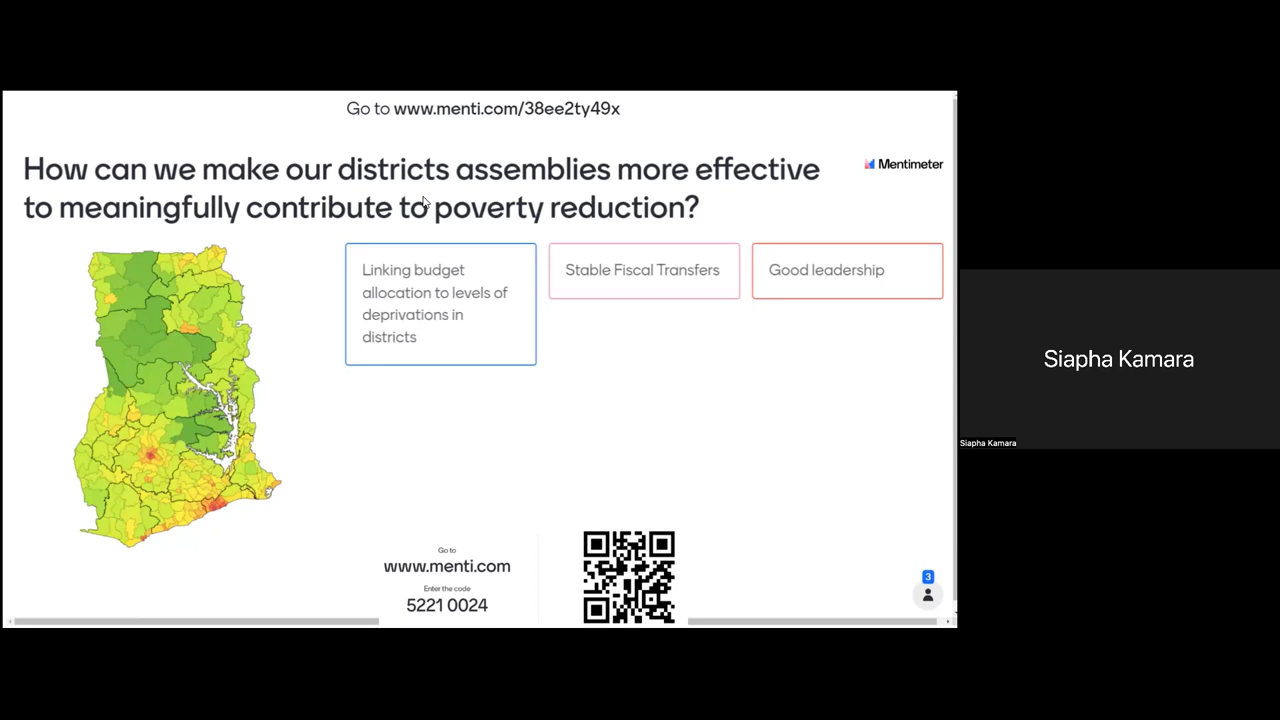 Go to www.menti.com/38ee2ty49x
How can we make our districts assemblies more effective
to meaningfully contribute to poverty reduction?
Mentimeter
Linking budget
allocation to levels of
deprivations in
districts
Stable Fiscal Transfers
Good leadership
Siapha Kamara
Siapha Kamara
Go to
www.menti.com
Enter the code
5221 0024
3